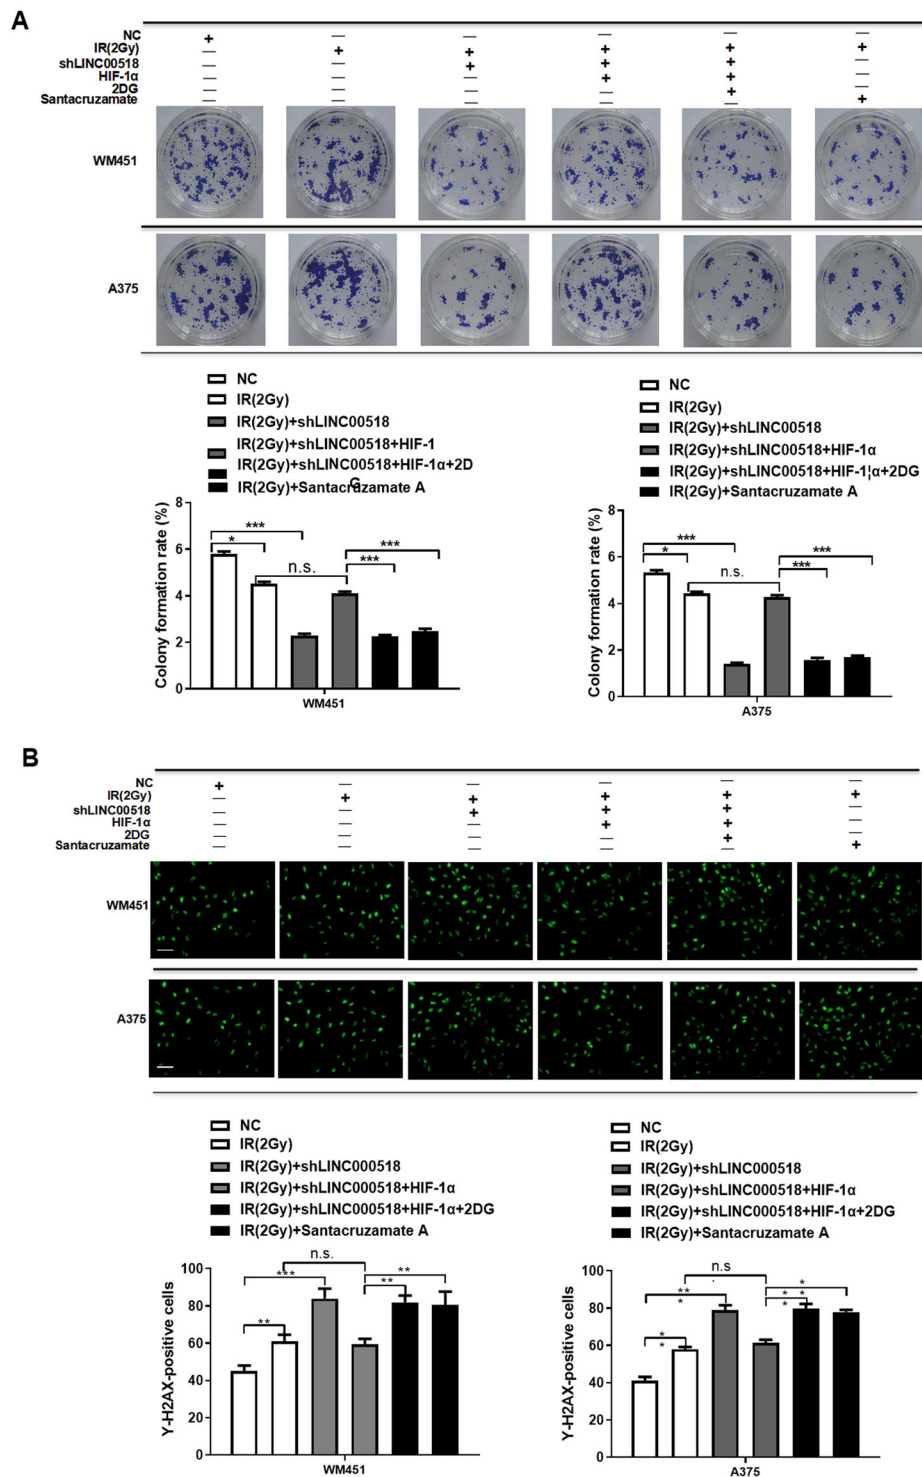 A
NC + — — — — —
IR(2Gy) — + + + + +
shLINC00518 — — + + + —
HIF-1α — — — + + —
2DG — — — — + —
Santacruzamate — — — — — +
WM451
A375
NC
IR(2Gy)
IR(2Gy)+shLINC00518
IR(2Gy)+shLINC00518+HIF-1
IR(2Gy)+shLINC00518+HIF-1α+2D
G
IR(2Gy)+Santacruzamate A
Colony formation rate (%)
8
6
4
2
0
***
*
n.s.
***
***
WM451
NC
IR(2Gy)
IR(2Gy)+shLINC00518
IR(2Gy)+shLINC00518+HIF-1α
IR(2Gy)+shLINC00518+HIF-1¦α+2DG
IR(2Gy)+Santacruzamate A
Colony formation rate (%)
8
6
4
2
0
***
*
n.s.
***
***
A375
B
NC + — — — — —
IR(2Gy) — + + + + +
shLINC00518 — — + + + —
HIF-1α — — — + + —
2DG — — — — + —
Santacruzamate — — — — — +
WM451
A375
NC
IR(2Gy)
IR(2Gy)+shLINC000518
IR(2Gy)+shLINC000518+HIF-1α
IR(2Gy)+shLINC000518+HIF-1α+2DG
IR(2Gy)+Santacruzamate A
Y-H2AX-positive cells
100
80
60
40
20
0
n.s.
***
**
**
**
WM451
NC
IR(2Gy)
IR(2Gy)+shLINC000518
IR(2Gy)+shLINC000518+HIF-1α
IR(2Gy)+shLINC000518+HIF-1α+2DG
IR(2Gy)+Santacruzamate A
Y-H2AX-positive cells
100
80
60
40
20
0
n.s
.
**
*
*
*
*
* *
*
*
A375